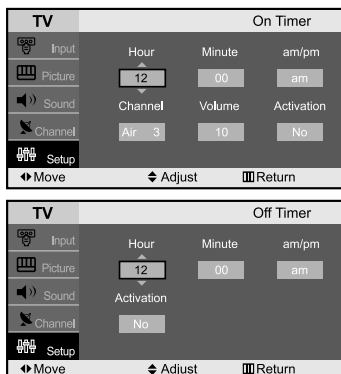 TV On Timer
Input Hour Minute am/pm
Picture 12 00 am
Sound Channel Volume Activation
Channel Air 3 10 No
Setup
Move Adjust Return
TV Off Timer
Input Hour Minute am/pm
Picture 12 00 am
Sound Activation
Channel No
Setup
Move Adjust Return